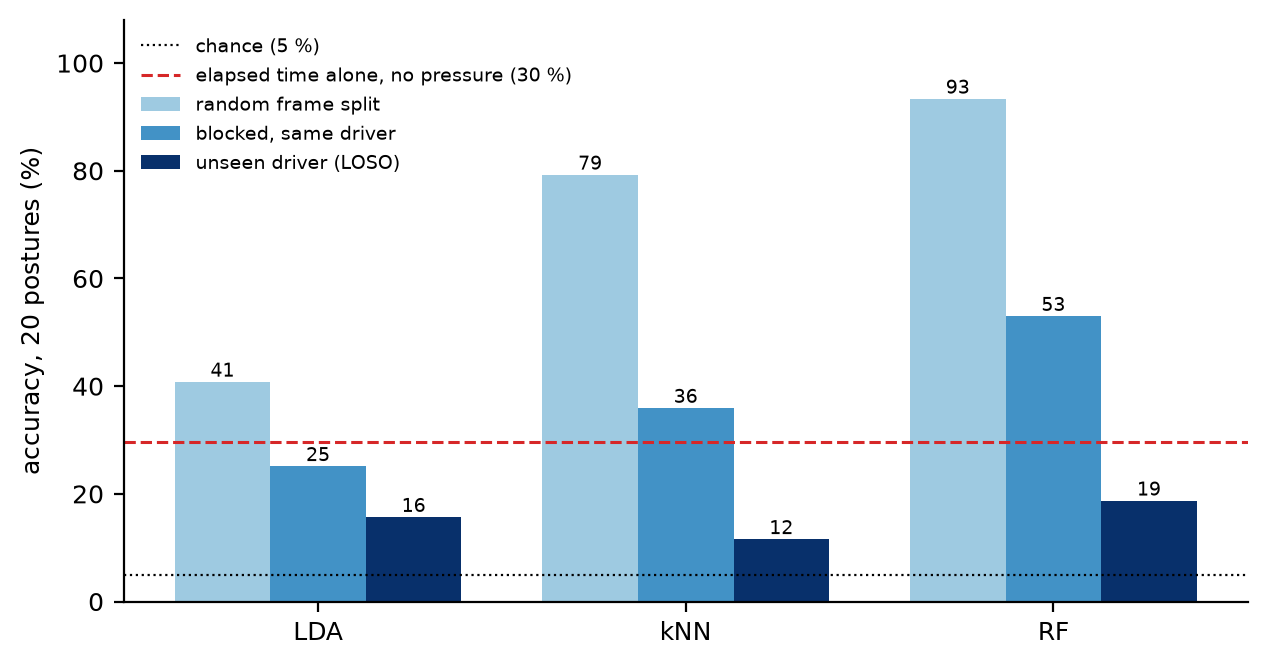 chance (5 %)
elapsed time alone, no pressure (30 %)
random frame split
blocked, same driver
unseen driver (LOSO)
accuracy, 20 postures (%)
100
80
60
40
20
0
41
25
16
79
36
12
93
53
19
LDA
kNN
RF